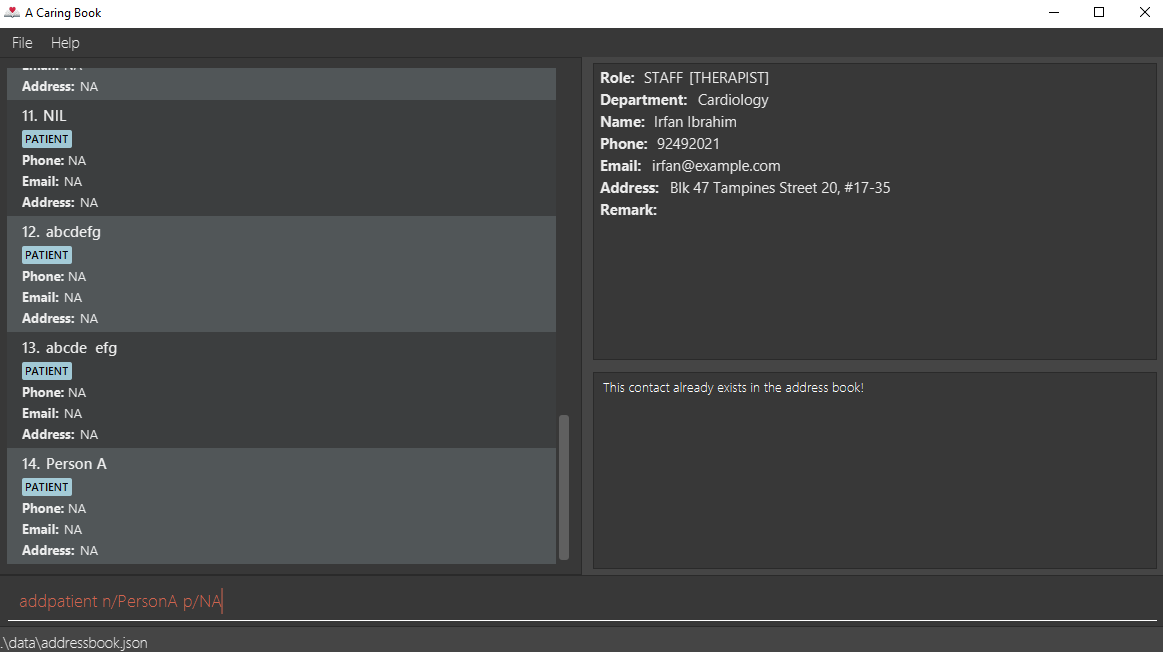 A Caring Book
File Help
Email: NA
Address: NA
11. NIL
PATIENT
Phone: NA
Email: NA
Address: NA
12. abcdefg
PATIENT
Phone: NA
Email: NA
Address: NA
13. abcde  efg
PATIENT
Phone: NA
Email: NA
Address: NA
14. Person A
PATIENT
Phone: NA
Email: NA
Address: NA
Role: STAFF [THERAPIST]
Department: Cardiology
Name: Irfan Ibrahim
Phone: 92492021
Email: irfan@example.com
Address: Blk 47 Tampines Street 20, #17-35
Remark:
This contact already exists in the address book!
addpatient n/PersonA p/NA
.\data\addressbook.json